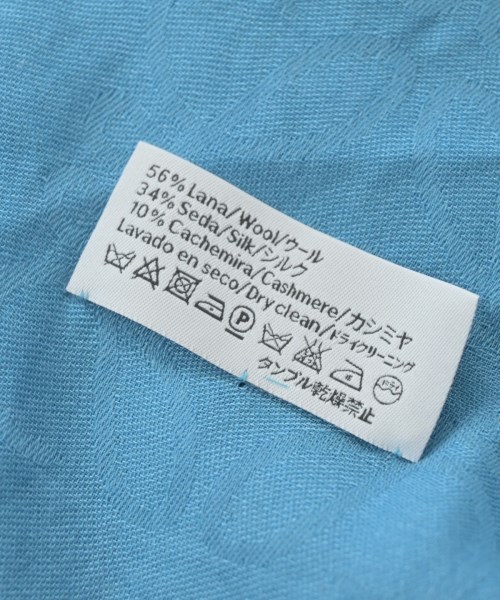 56% Lana/Wool/ウール
34% Seda/Silk/シルク
10% Cachemira/Cashmere/カシミヤ
Lavado en seco/Dry clean/ドライクリーニング
P
タンブル乾燥禁止